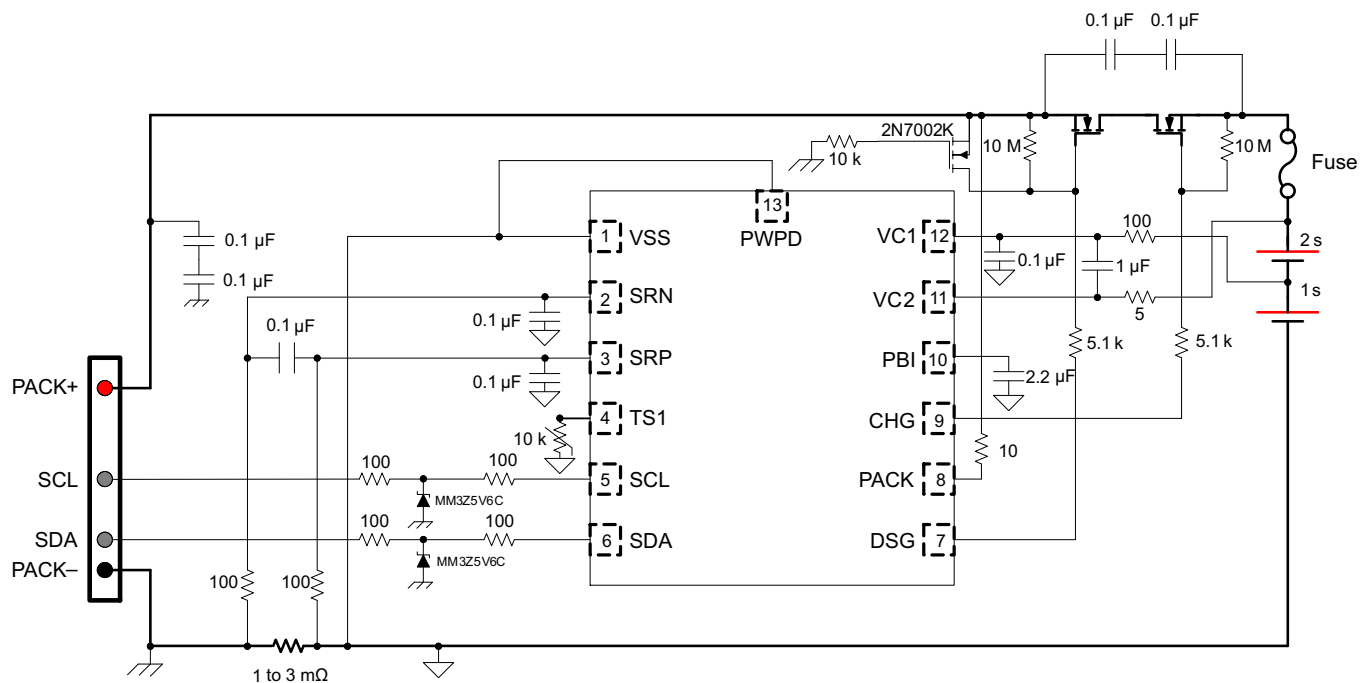 0.1 µF
0.1 µF
2N7002K
10 k
10 M
10 M
Fuse
13
PWPD
0.1 µF
0.1 µF
1
VSS
VC1
12
100
0.1 µF
1 µF
2 s
2
SRN
VC2
11
5
1 s
0.1 µF
0.1 µF
3
SRP
PBI
10
5.1 k
5.1 k
0.1 µF
2.2 µF
PACK+
4
TS1
CHG
9
10 k
10
SCL
100
100
5
SCL
PACK
8
MM3Z5V6C
SDA
100
100
6
SDA
DSG
7
MM3Z5V6C
PACK–
100
100
1 to 3 mΩ